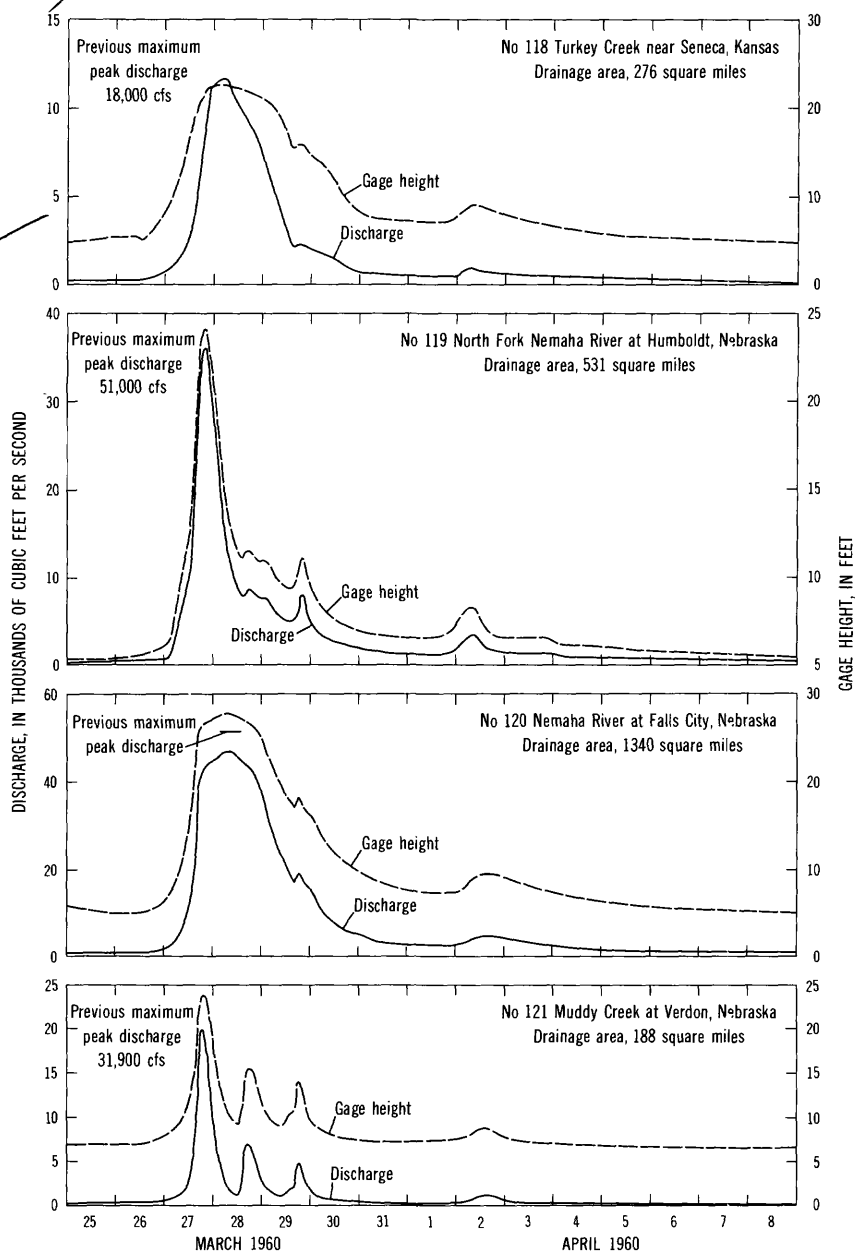 15
30
Previous maximum
peak discharge
18,000 cfs
No 118 Turkey Creek near Seneca, Kansas
Drainage area, 276 square miles
10
20
Gage height
5
10
Discharge
0
0
40
25
Previous maximum
peak discharge
51,000 cfs
No 119 North Fork Nemaha River at Humboldt, Nebraska
Drainage area, 531 square miles
30
20
20
15
10
10
Gage height
Discharge
0
5
DISCHARGE, IN THOUSANDS OF CUBIC FEET PER SECOND
GAGE HEIGHT, IN FEET
60
30
Previous maximum
peak discharge
No 120 Nemaha River at Falls City, Nebraska
Drainage area, 1340 square miles
40
20
Gage height
20
10
Discharge
0
0
25
25
Previous maximum
peak discharge
31,900 cfs
No 121 Muddy Creek at Verdon, Nebraska
Drainage area, 188 square miles
20
20
15
15
Gage height
10
10
5
5
Discharge
0
0
25 26 27 28 29 30 31 1 2 3 4 5 6 7 8
MARCH 1960 APRIL 1960